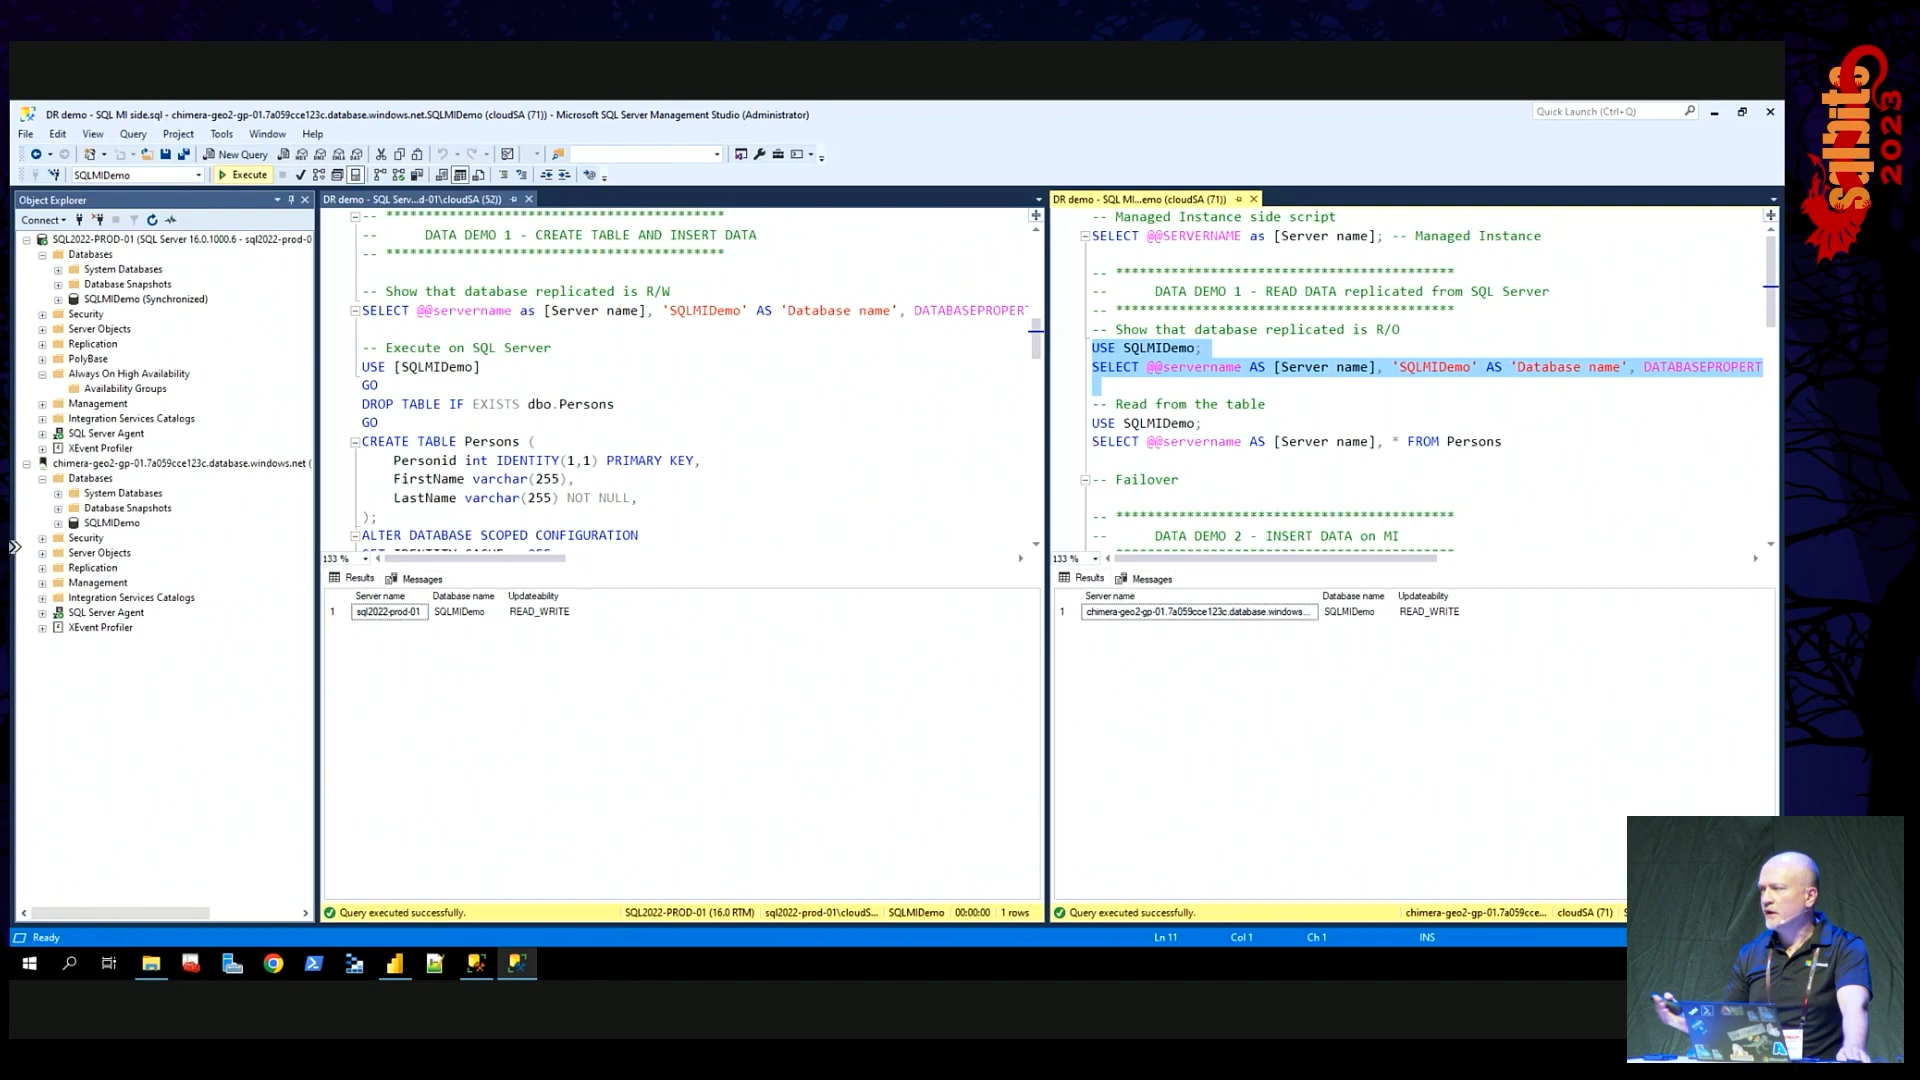 DR demo - SQL MI side.sql - chimera-geo2-gp-01.7a059cce123c.database.windows.net.SQLMIDemo (cloudSA (71)) - Microsoft SQL Server Management Studio (Administrator)
Quick Launch (Ctrl+Q)
File Edit View Query Project Tools Window Help
New Query
SQLMIDemo
Execute
sqlbits 2023
Object Explorer
Connect
SQL2022-PROD-01 (SQL Server 16.0.1000.6 - sql2022-prod-0
Databases
System Databases
Database Snapshots
SQLMIDemo (Synchronized)
Security
Server Objects
Replication
PolyBase
Always On High Availability
Availability Groups
Management
Integration Services Catalogs
SQL Server Agent
XEvent Profiler
chimera-geo2-gp-01.7a059cce123c.database.windows.net (
Databases
System Databases
Database Snapshots
SQLMIDemo
Security
Server Objects
Replication
Management
Integration Services Catalogs
SQL Server Agent
XEvent Profiler
DR demo - SQL Serv...d-01\cloudSA (52))
-- *******************************************
-- DATA DEMO 1 - CREATE TABLE AND INSERT DATA
-- *******************************************
-- Show that database replicated is R/W
SELECT @@servername as [Server name], 'SQLMIDemo' AS 'Database name', DATABASEPROPERT
-- Execute on SQL Server
USE [SQLMIDemo]
GO
DROP TABLE IF EXISTS dbo.Persons
GO
CREATE TABLE Persons (
Personid int IDENTITY(1,1) PRIMARY KEY,
FirstName varchar(255),
LastName varchar(255) NOT NULL,
);
ALTER DATABASE SCOPED CONFIGURATION
133 %
Results Messages
Server name Database name Updateability
1 sql2022-prod-01 SQLMIDemo READ_WRITE
Query executed successfully. SQL2022-PROD-01 (16.0 RTM) sql2022-prod-01\cloudS... SQLMIDemo 00:00:00 1 rows
DR demo - SQL MI...emo (cloudSA (71))
-- Managed Instance side script
SELECT @@SERVERNAME as [Server name]; -- Managed Instance
-- *******************************************
-- DATA DEMO 1 - READ DATA replicated from SQL Server
-- *******************************************
-- Show that database replicated is R/O
USE SQLMIDemo;
SELECT @@servername AS [Server name], 'SQLMIDemo' AS 'Database name', DATABASEPROPERT
-- Read from the table
USE SQLMIDemo;
SELECT @@servername AS [Server name], * FROM Persons
-- Failover
-- *******************************************
-- DATA DEMO 2 - INSERT DATA on MI
133 %
Results Messages
Server name Database name Updateability
1 chimera-geo2-gp-01.7a059cce123c.database.windows... SQLMIDemo READ_WRITE
Query executed successfully. chimera-geo2-gp-01.7a059cce... cloudSA (71)
Ready Ln 11 Col 1 Ch 1 INS